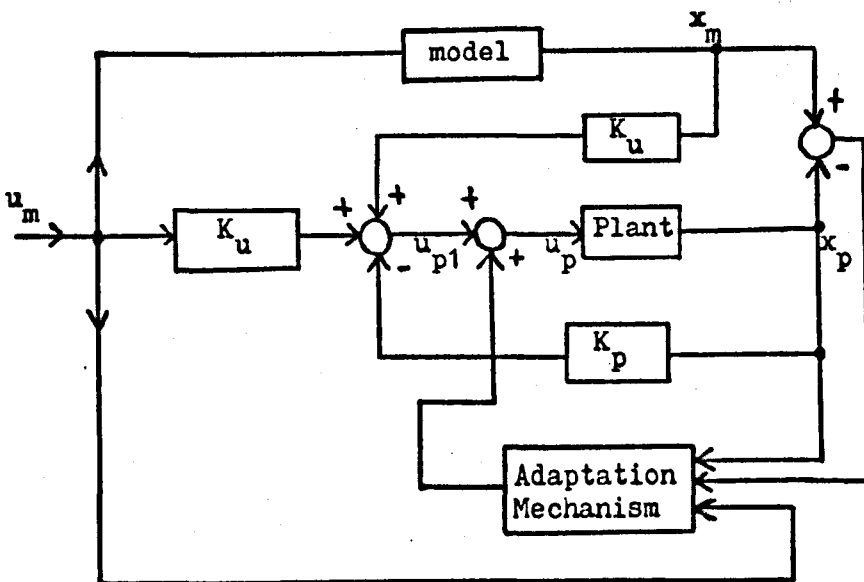 x_m
model
+
K_u
-
u_m
K_u
+
+
-
u_p1
+
+
u_p
Plant
x_p
K_p
Adaptation
Mechanism